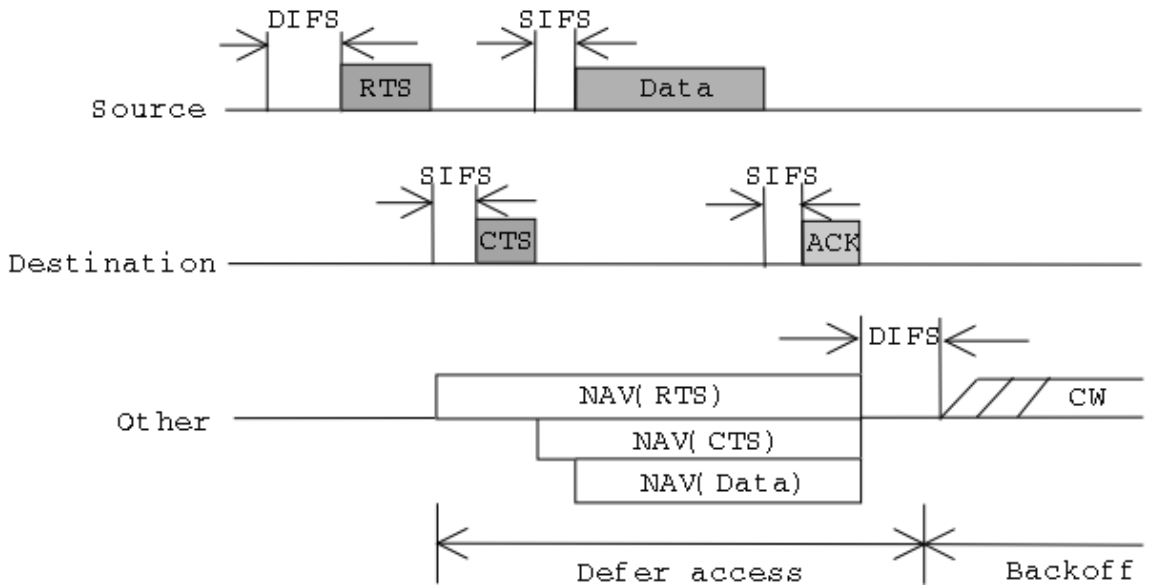 DIFS SIFS
RTS Data
Source
SIFS SIFS
CTS ACK
Destination
DIFS
NAV( RTS) CW
Other
NAV( CTS)
NAV( Data)
Defer access Backoff